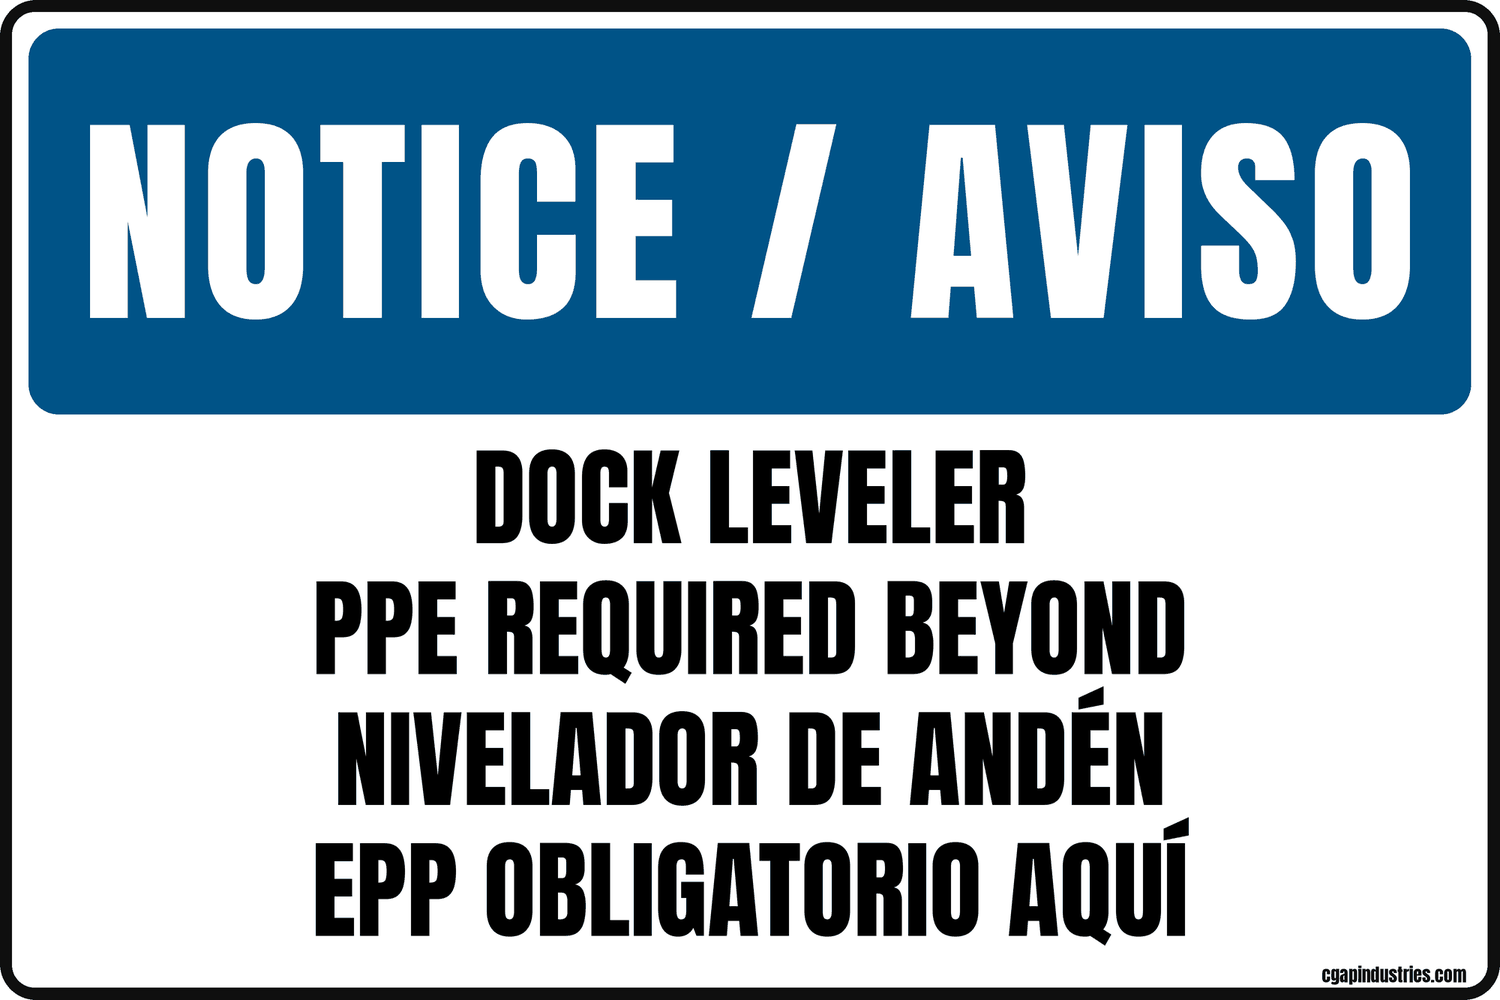 NOTICE / AVISO
DOCK LEVELER
PPE REQUIRED BEYOND
NIVELADOR DE ANDÉN
EPP OBLIGATORIO AQUÍ
cgapindustries.com